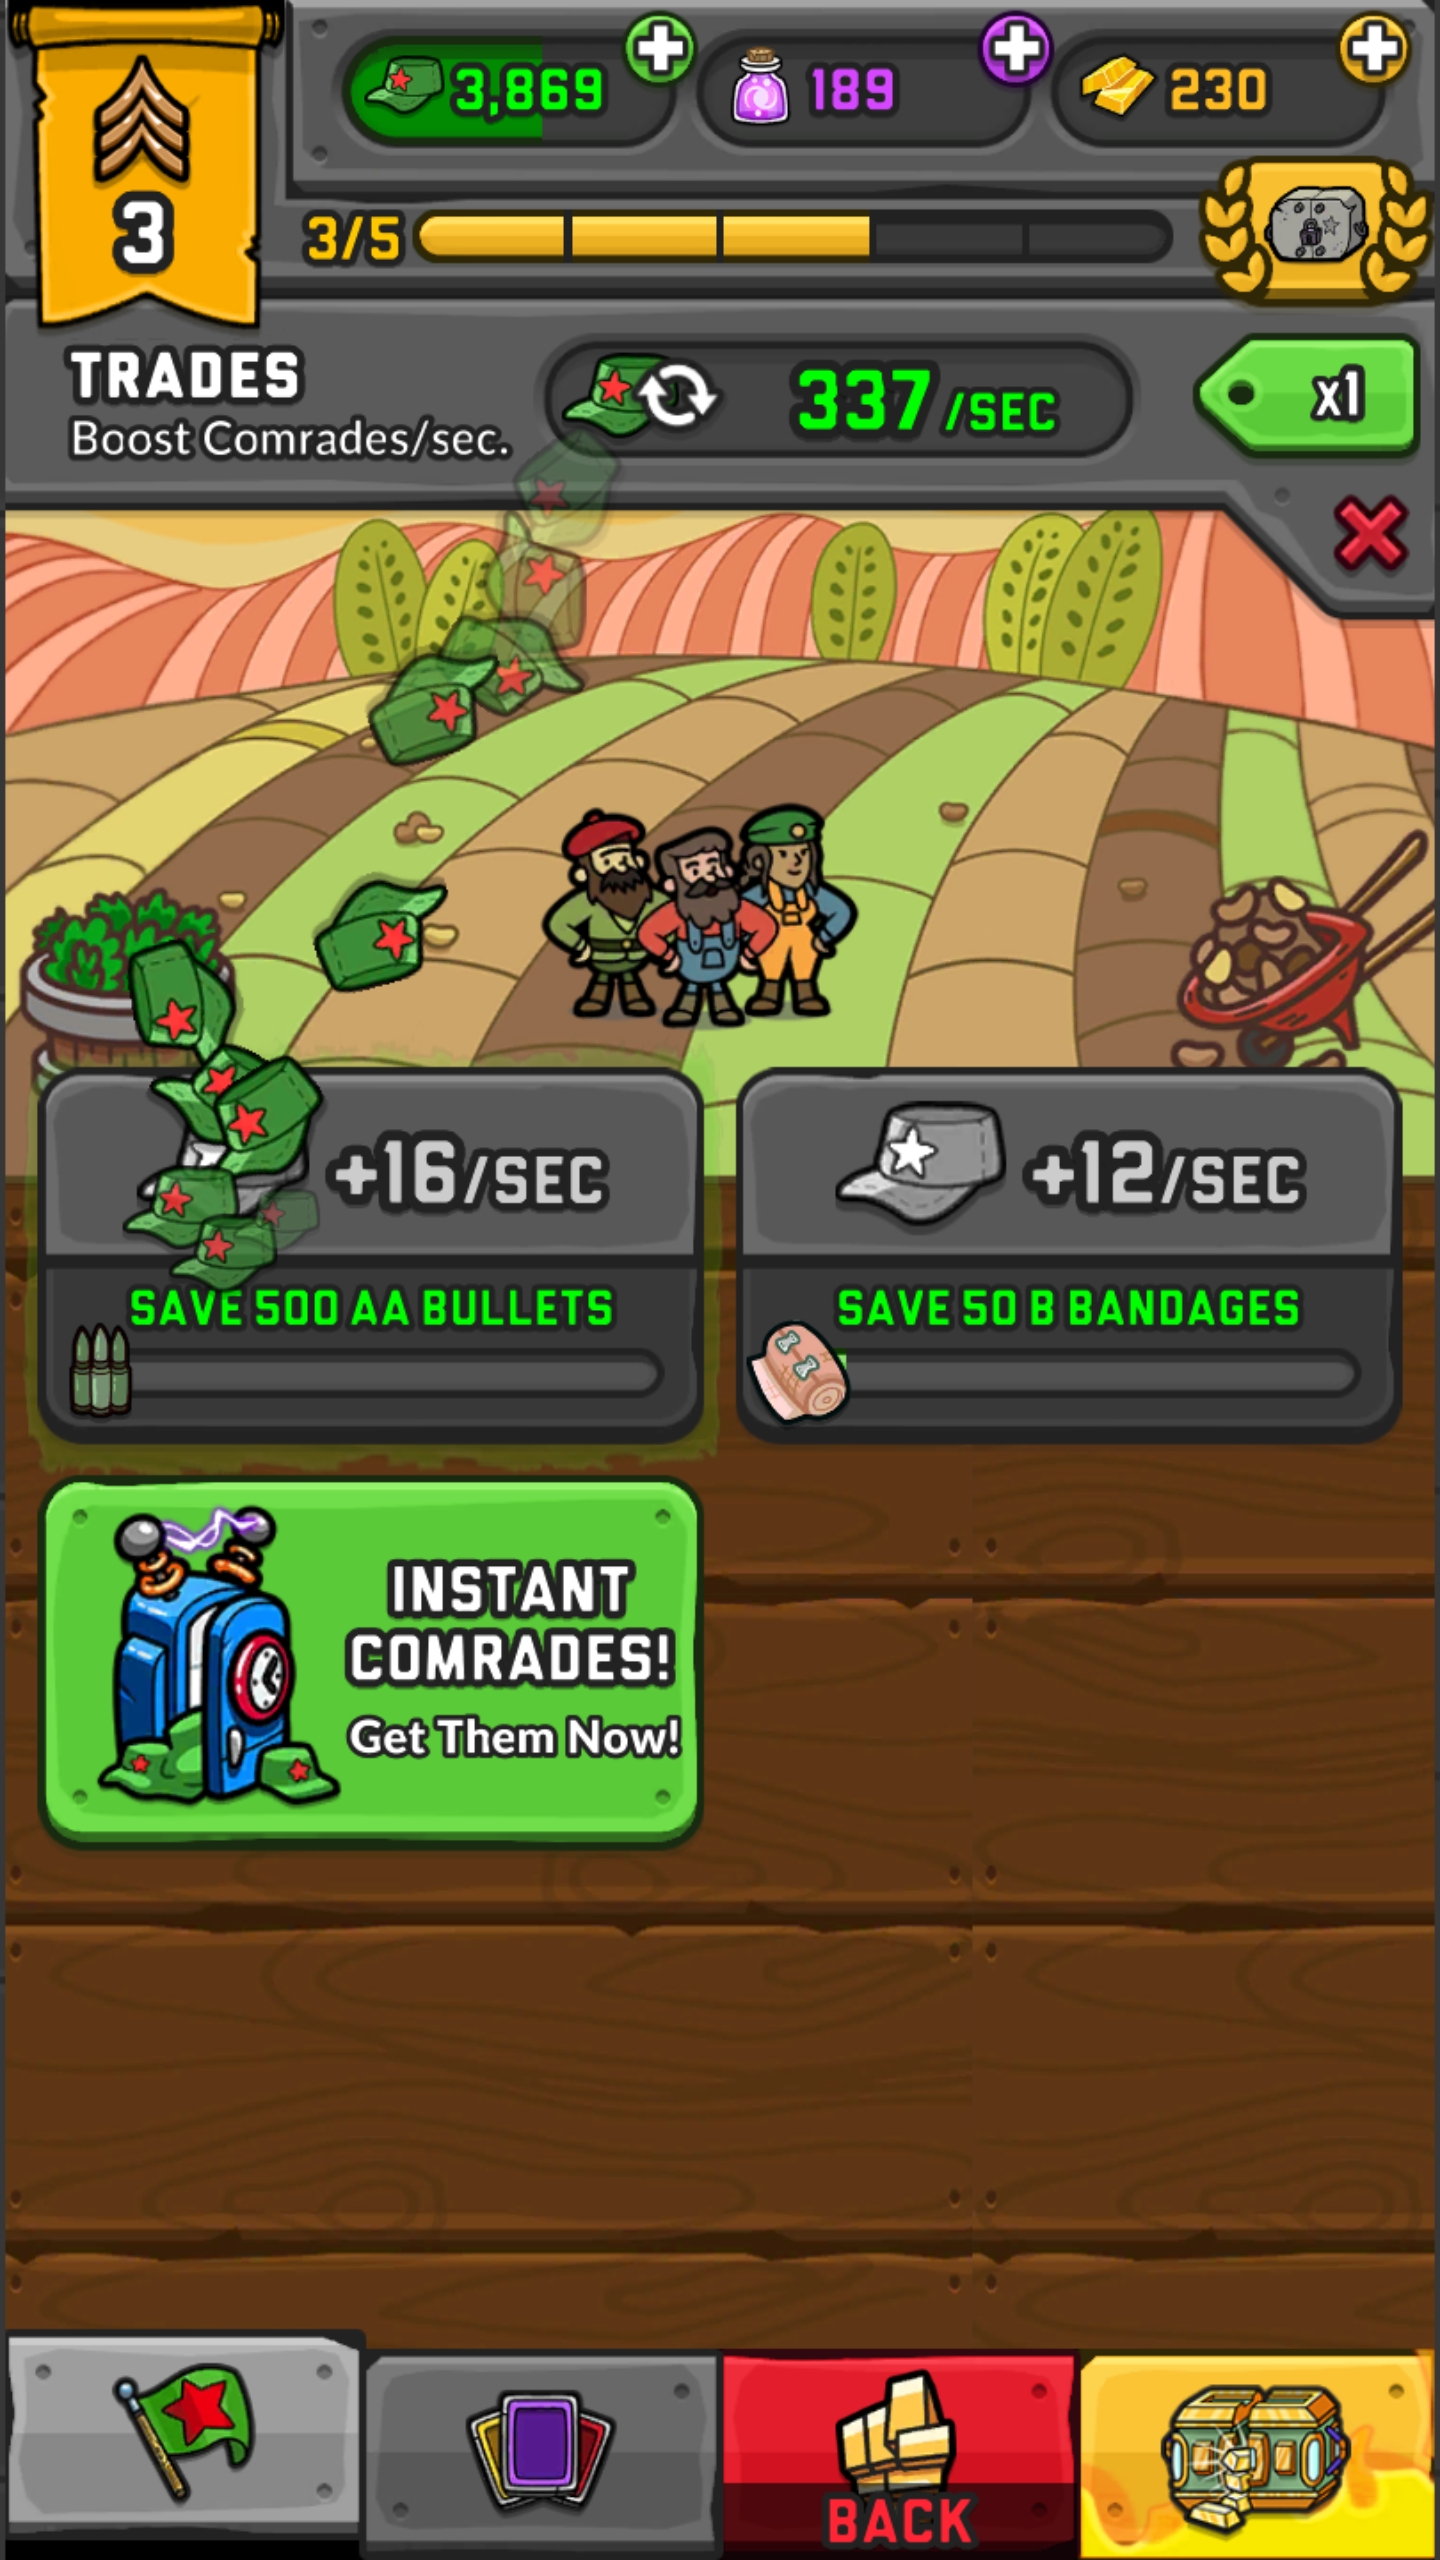 3,869
189
230
3
3/5
TRADES
Boost Comrades/sec.
337/SEC
x1
+16/SEC
+12/SEC
SAVE 500 AA BULLETS
SAVE 50 B BANDAGES
INSTANT
COMRADES!
Get Them Now!
BACK